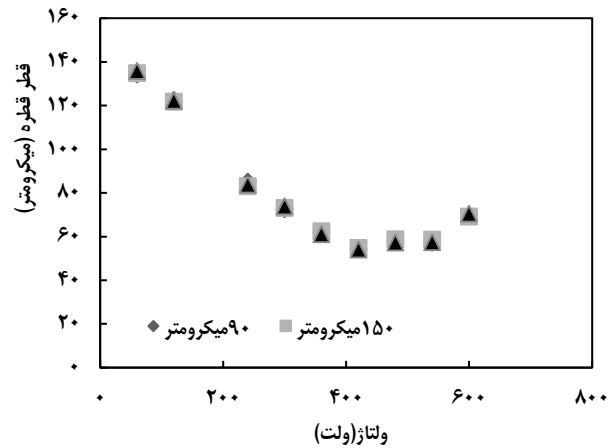 قطر قطره (میکرومتر)
۱۶۰
۱۴۰
۱۲۰
۱۰۰
۸۰
۶۰
۴۰
۲۰
۰
۹۰میکرومتر
۱۵۰میکرومتر
۰ ۲۰۰ ۴۰۰ ۶۰۰ ۸۰۰
ولتاژ(ولت)